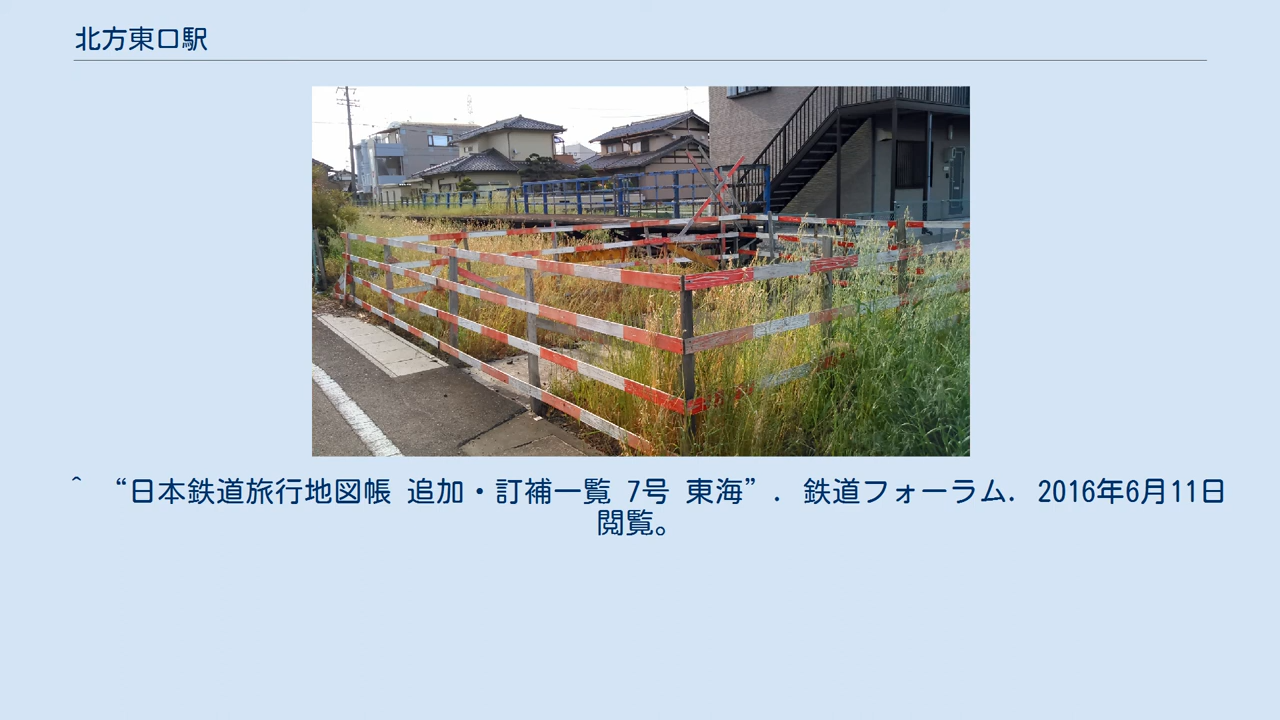 北方東口駅
^ “日本鉄道旅行地図帳 追加・訂補一覧 7号 東海”. 鉄道フォーラム. 2016年6月11日
閲覧。